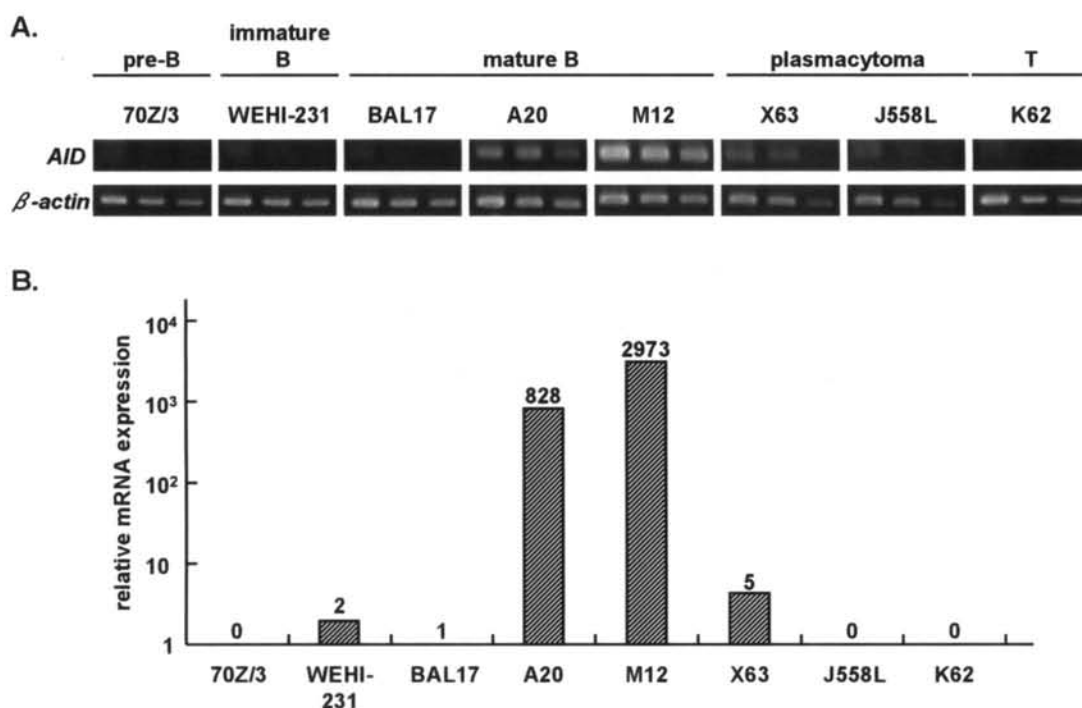 A.
pre-B
immature
B
mature B
plasmacytoma
T
70Z/3 WEHI-231 BAL17 A20 M12 X63 J558L K62
AID
β-actin
B.
relative mRNA expression
10⁴
10³
10²
10
1
0 2 1 828 2973 5 0 0
70Z/3 WEHI-
231 BAL17 A20 M12 X63 J558L K62